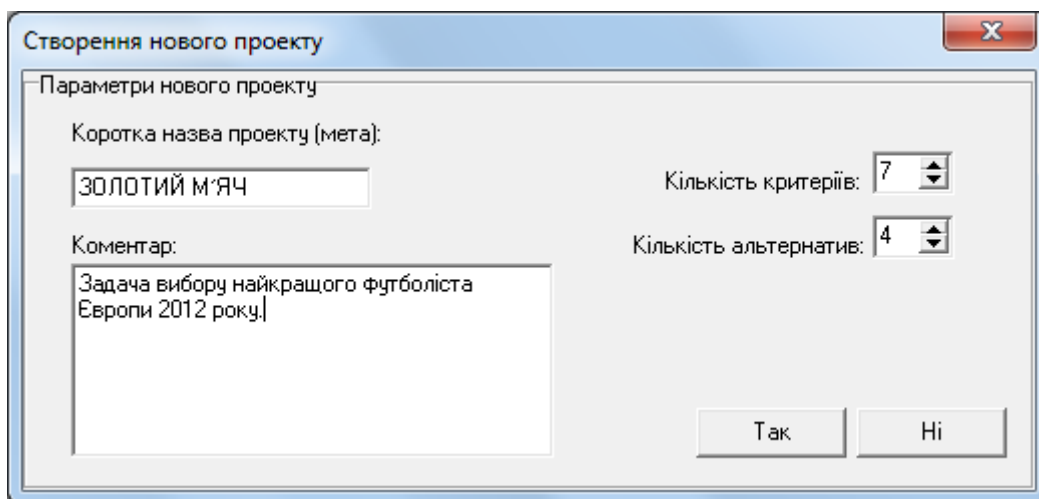 Створення нового проекту
Параметри нового проекту
Коротка назва проекту (мета):
ЗОЛОТИЙ М´ЯЧ
Кількість критеріїв: 7
Кількість альтернатив: 4
Коментар:
Задача вибору найкращого футболіста
Європи 2012 року.
Так
Ні